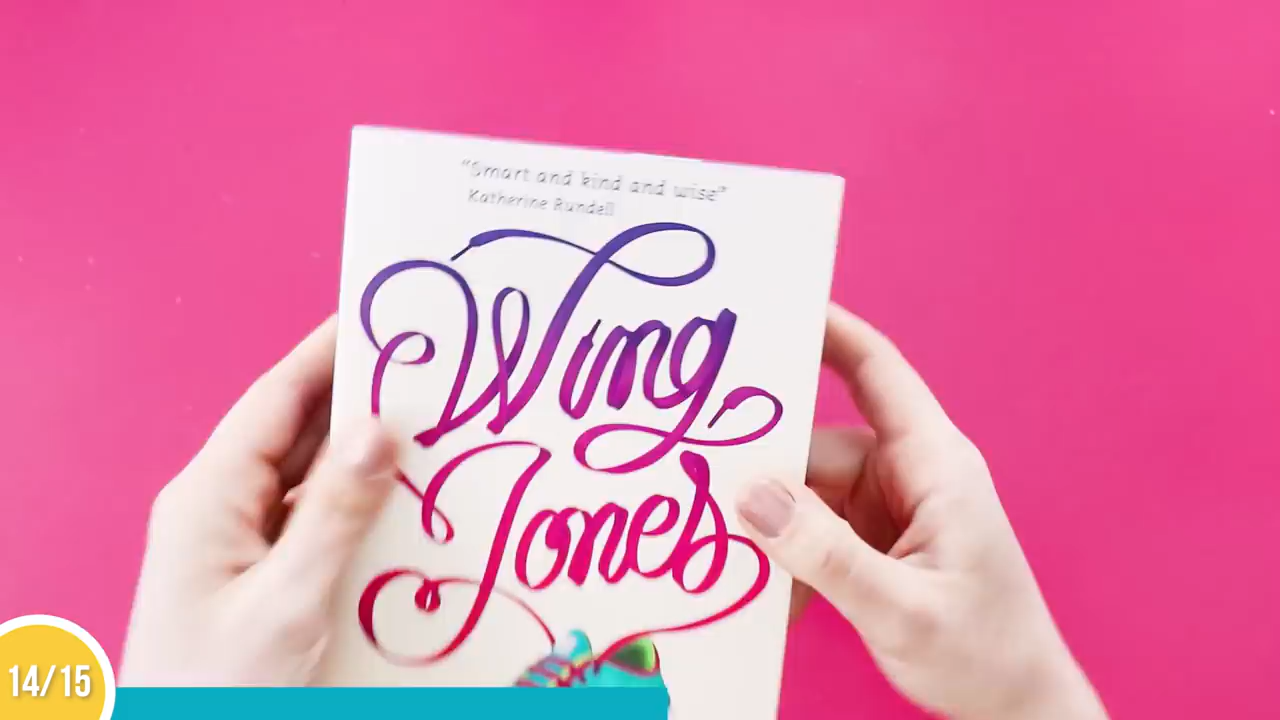 "Smart and kind and wise"
Katherine Rundell
Wing
Jones
14/15